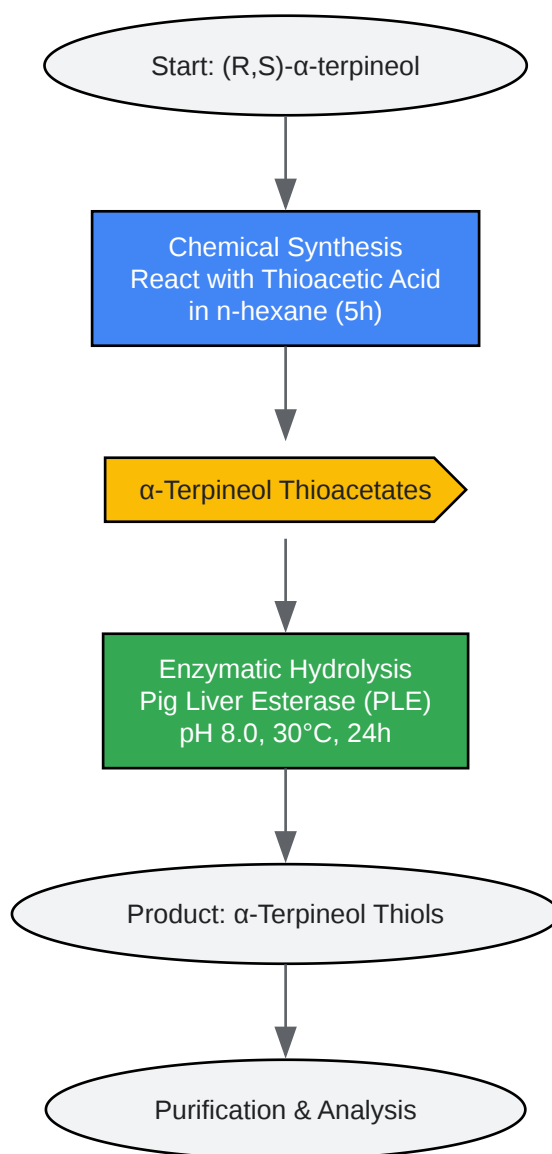 Start: (R,S)-α-terpineol
Chemical Synthesis
React with Thioacetic Acid
in n-hexane (5h)
α-Terpineol Thioacetates
Enzymatic Hydrolysis
Pig Liver Esterase (PLE)
pH 8.0, 30°C, 24h
Product: α-Terpineol Thiols
Purification & Analysis